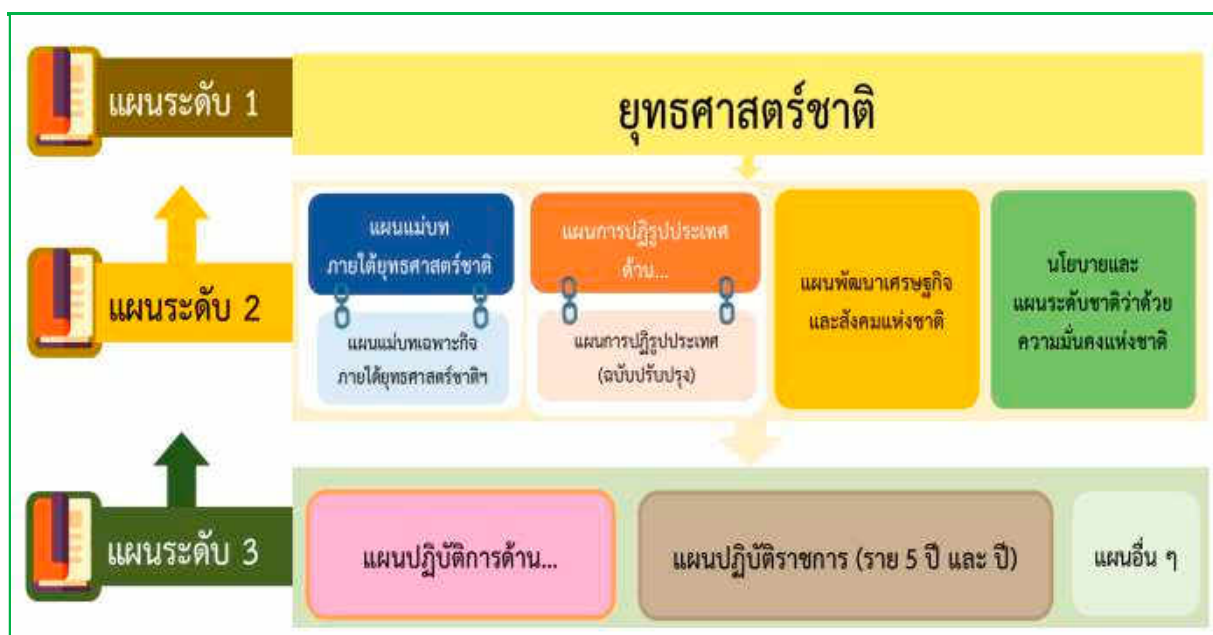 แผนระดับ 1
ยุทธศาสตร์ชาติ
แผนระดับ 2
แผนแม่บท
ภายใต้ยุทธศาสตร์ชาติ
แผนแม่บทเฉพาะกิจ
ภายใต้ยุทธศาสตร์ชาติฯ
แผนการปฏิรูปประเทศ
ด้าน...
แผนการปฏิรูปประเทศ
(ฉบับปรับปรุง)
แผนพัฒนาเศรษฐกิจ
และสังคมแห่งชาติ
นโยบายและ
แผนระดับชาติว่าด้วย
ความมั่นคงแห่งชาติ
แผนระดับ 3
แผนปฏิบัติการด้าน...
แผนปฏิบัติราชการ (ราย 5 ปี และ ปี)
แผนอื่น ๆ